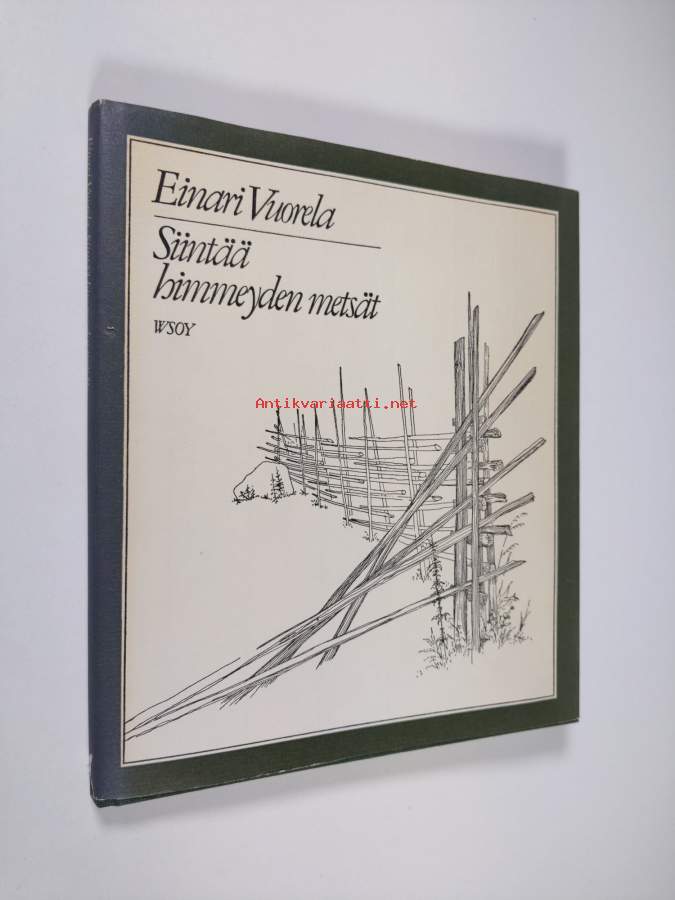 Einari Vuorela
Siintää
himmeyden metsät
WSOY
Antikvariaatti.net